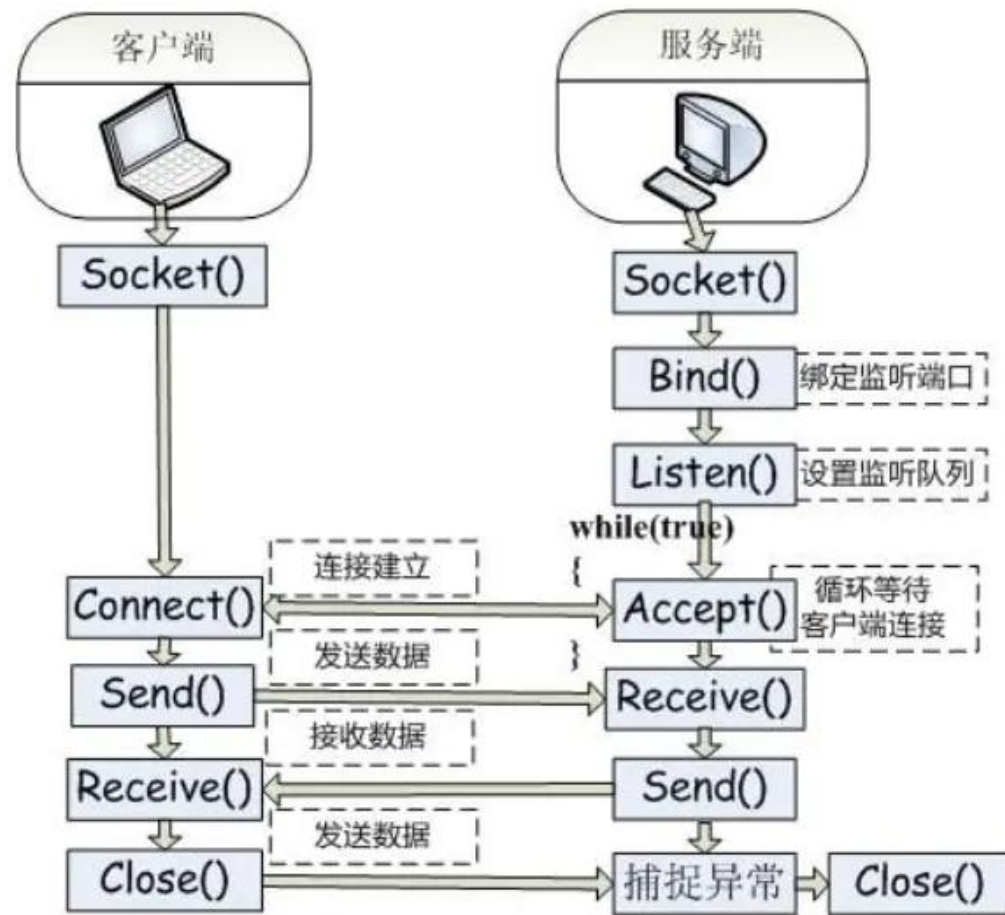 客户端
服务端
Socket()
Socket()
Bind()
绑定监听端口
Listen()
设置监听队列
while(true)
{
连接建立
Connect()
Accept()
循环等待
客户端连接
}
发送数据
Send()
Receive()
接收数据
Receive()
Send()
发送数据
Close()
捕捉异常
Close()